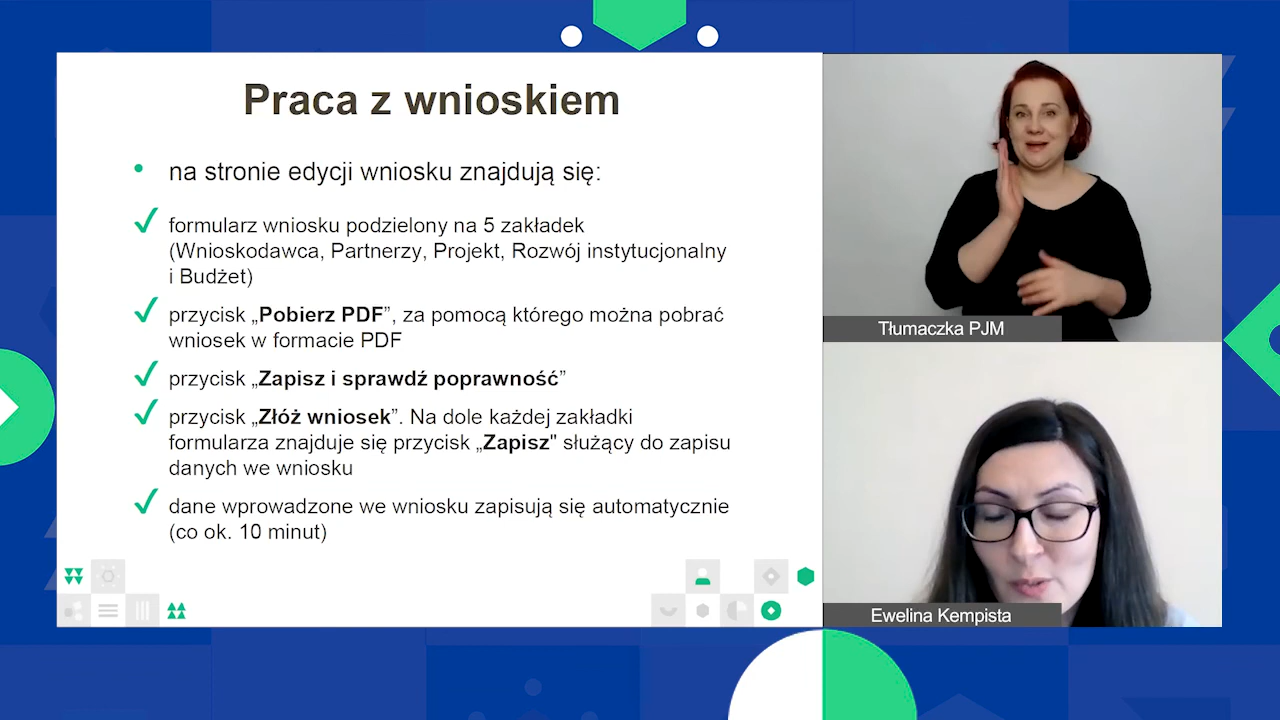 Praca z wnioskiem
na stronie edycji wniosku znajdują się:
formularz wniosku podzielony na 5 zakładek
(Wnioskodawca, Partnerzy, Projekt, Rozwój instytucjonalny
i Budżet)
przycisk „Pobierz PDF”, za pomocą którego można pobrać
wniosek w formacie PDF
przycisk „Zapisz i sprawdź poprawność”
przycisk „Złóż wniosek”. Na dole każdej zakładki
formularza znajduje się przycisk „Zapisz" służący do zapisu
danych we wniosku
dane wprowadzone we wniosku zapisują się automatycznie
(co ok. 10 minut)
Tłumaczka PJM
Ewelina Kempista